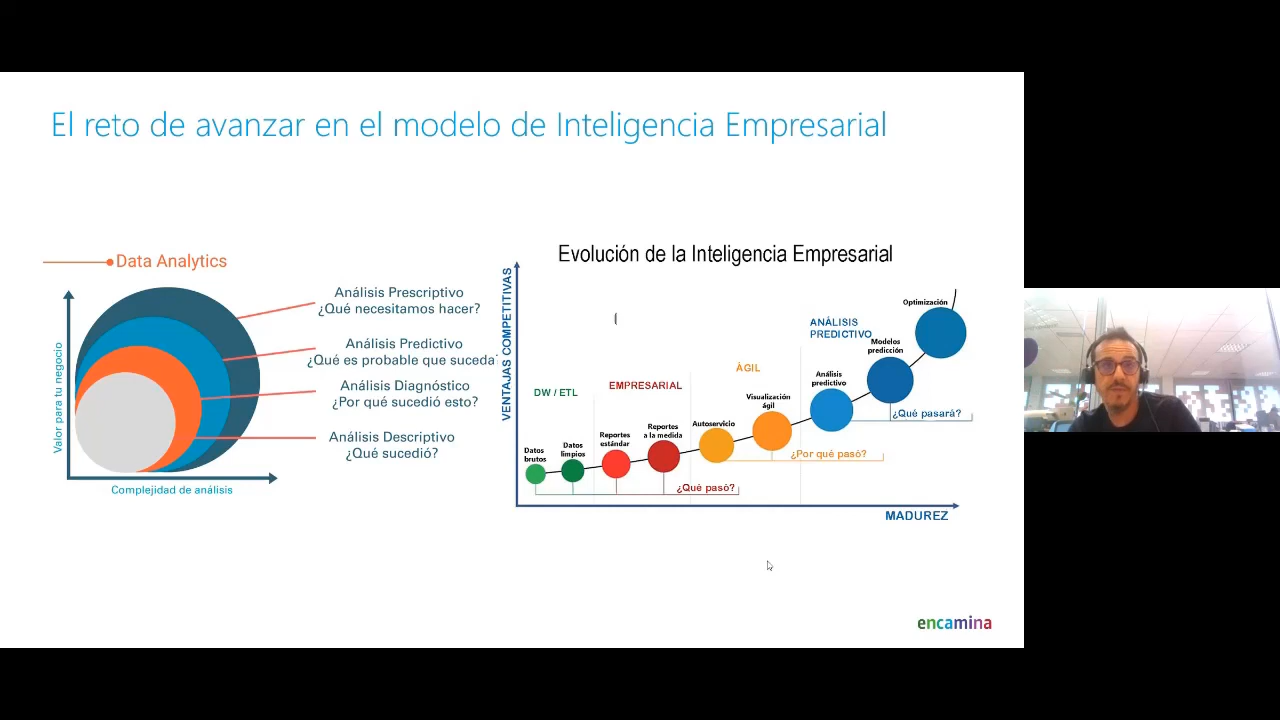 El reto de avanzar en el modelo de Inteligencia Empresarial
Data Analytics
Valor para tu negocio
Complejidad de análisis
Análisis Prescriptivo
¿Qué necesitamos hacer?
Análisis Predictivo
¿Qué es probable que suceda
Análisis Diagnóstico
¿Por qué sucedió esto?
Análisis Descriptivo
¿Qué sucedió?
Evolución de la Inteligencia Empresarial
VENTAJAS COMPETITIVAS
DW / ETL
EMPRESARIAL
ÁGIL
ANÁLISIS
PREDICTIVO
Datos
brutos
Datos
limpios
Reportes
estándar
Reportes
a la medida
Autoservicio
Visualización
ágil
Análisis
predictivo
Modelos
predicción
Optimización
¿Qué pasó?
¿Por qué pasó?
¿Qué pasará?
MADUREZ
encamina